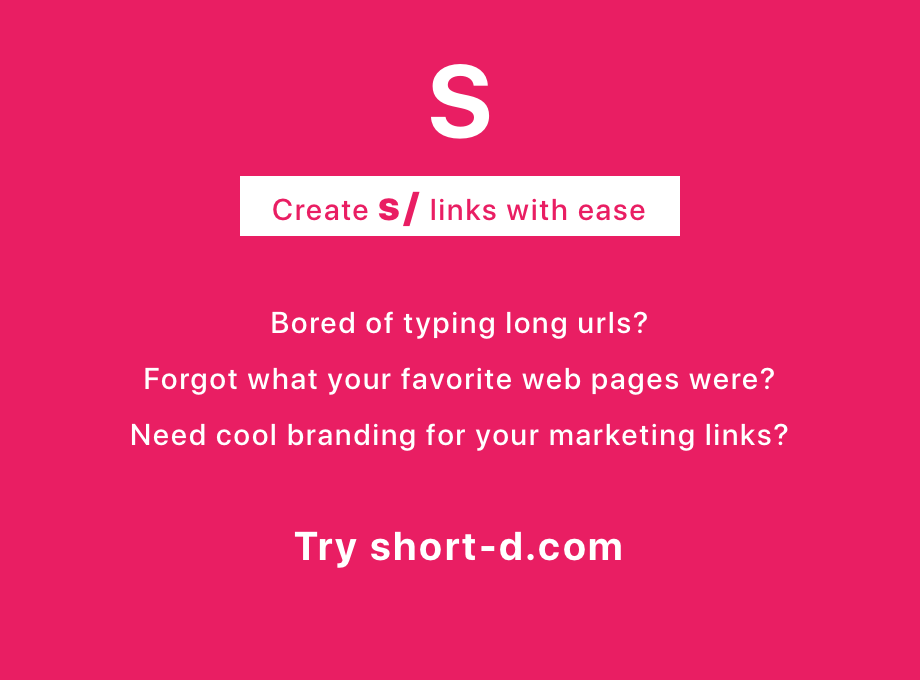 S
Create s/ links with ease
Bored of typing long urls?
Forgot what your favorite web pages were?
Need cool branding for your marketing links?
Try short-d.com